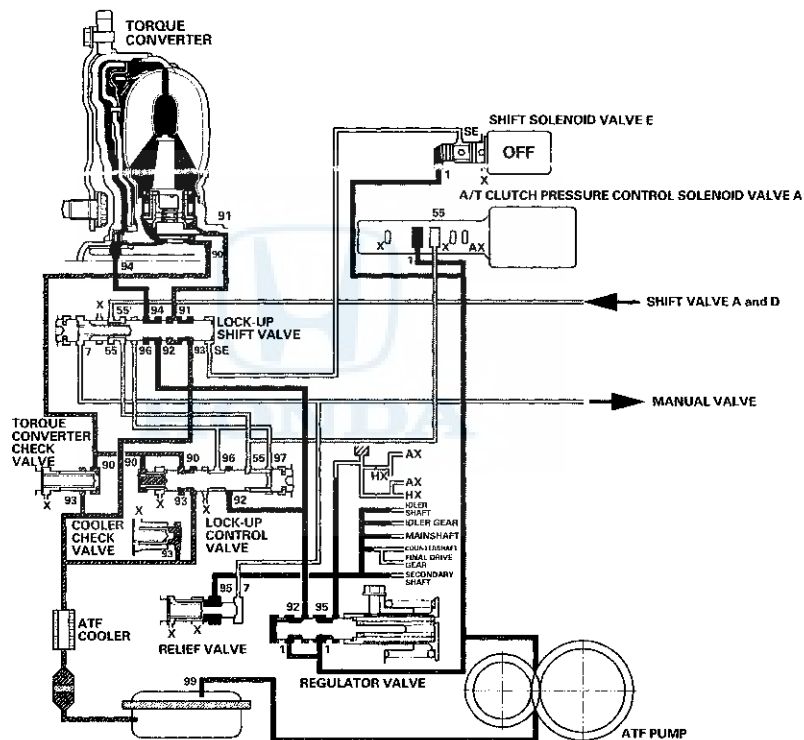 TORQUE
CONVERTER
SHIFT SOLENOID VALVE E
SE
OFF
1
X
A/T CLUTCH PRESSURE CONTROL SOLENOID VALVE A
55
X
1
X
AX
91
90
94
X
55'
94
91
SHIFT VALVE A and D
LOCK-UP
SHIFT VALVE
7
55
96
92
93
SE
MANUAL VALVE
TORQUE
CONVERTER
CHECK
VALVE
90
90
90
96
55
97
93
X
X
93
X
92
COOLER
CHECK
VALVE
X
93
LOCK-UP
CONTROL
VALVE
AX
HX
AX
HX
IDLER
SHAFT
IDLER GEAR
MAINSHAFT
COUNTERSHAFT
FINAL DRIVE
GEAR
SECONDARY
SHAFT
95
7
X
X
RELIEF VALVE
92
95
1
1
REGULATOR VALVE
ATF
COOLER
99
ATF PUMP
HONDA